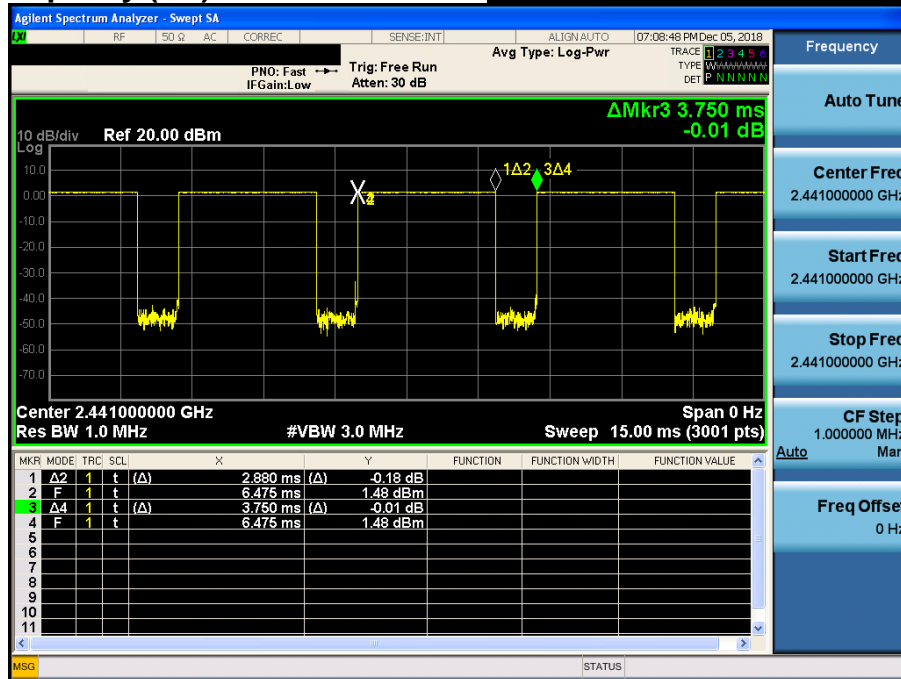 Agilent Spectrum Analyzer - Swept SA
LXI RF 50 Ω AC CORREC SENSE:INT ALIGN AUTO 07:08:48 PM Dec 05, 2018
Avg Type: Log-Pwr
TRACE 1 2 3 4 5 6
TYPE
DET P N N N N N
PNO: Fast
IFGain:Low
Trig: Free Run
Atten: 30 dB
ΔMkr3 3.750 ms
-0.01 dB
10 dB/div Ref 20.00 dBm
Log
10.0
0.00
-10.0
-20.0
-30.0
-40.0
-50.0
-60.0
-70.0
1Δ2 3Δ4
Center 2.441000000 GHz Span 0 Hz
Res BW 1.0 MHz #VBW 3.0 MHz Sweep 15.00 ms (3001 pts)
MKR MODE TRC SCL X Y FUNCTION FUNCTION WIDTH FUNCTION VALUE
1 Δ2 1 t (Δ) 2.880 ms (Δ) -0.18 dB
2 F 1 t 6.475 ms 1.48 dBm
3 Δ4 1 t (Δ) 3.750 ms (Δ) -0.01 dB
4 F 1 t 6.475 ms 1.48 dBm
5
6
7
8
9
10
11
MSG STATUS
Frequency
Auto Tune
Center Freq
2.441000000 GHz
Start Freq
2.441000000 GHz
Stop Freq
2.441000000 GHz
CF Step
1.000000 MHz
Auto Man
Freq Offset
0 Hz